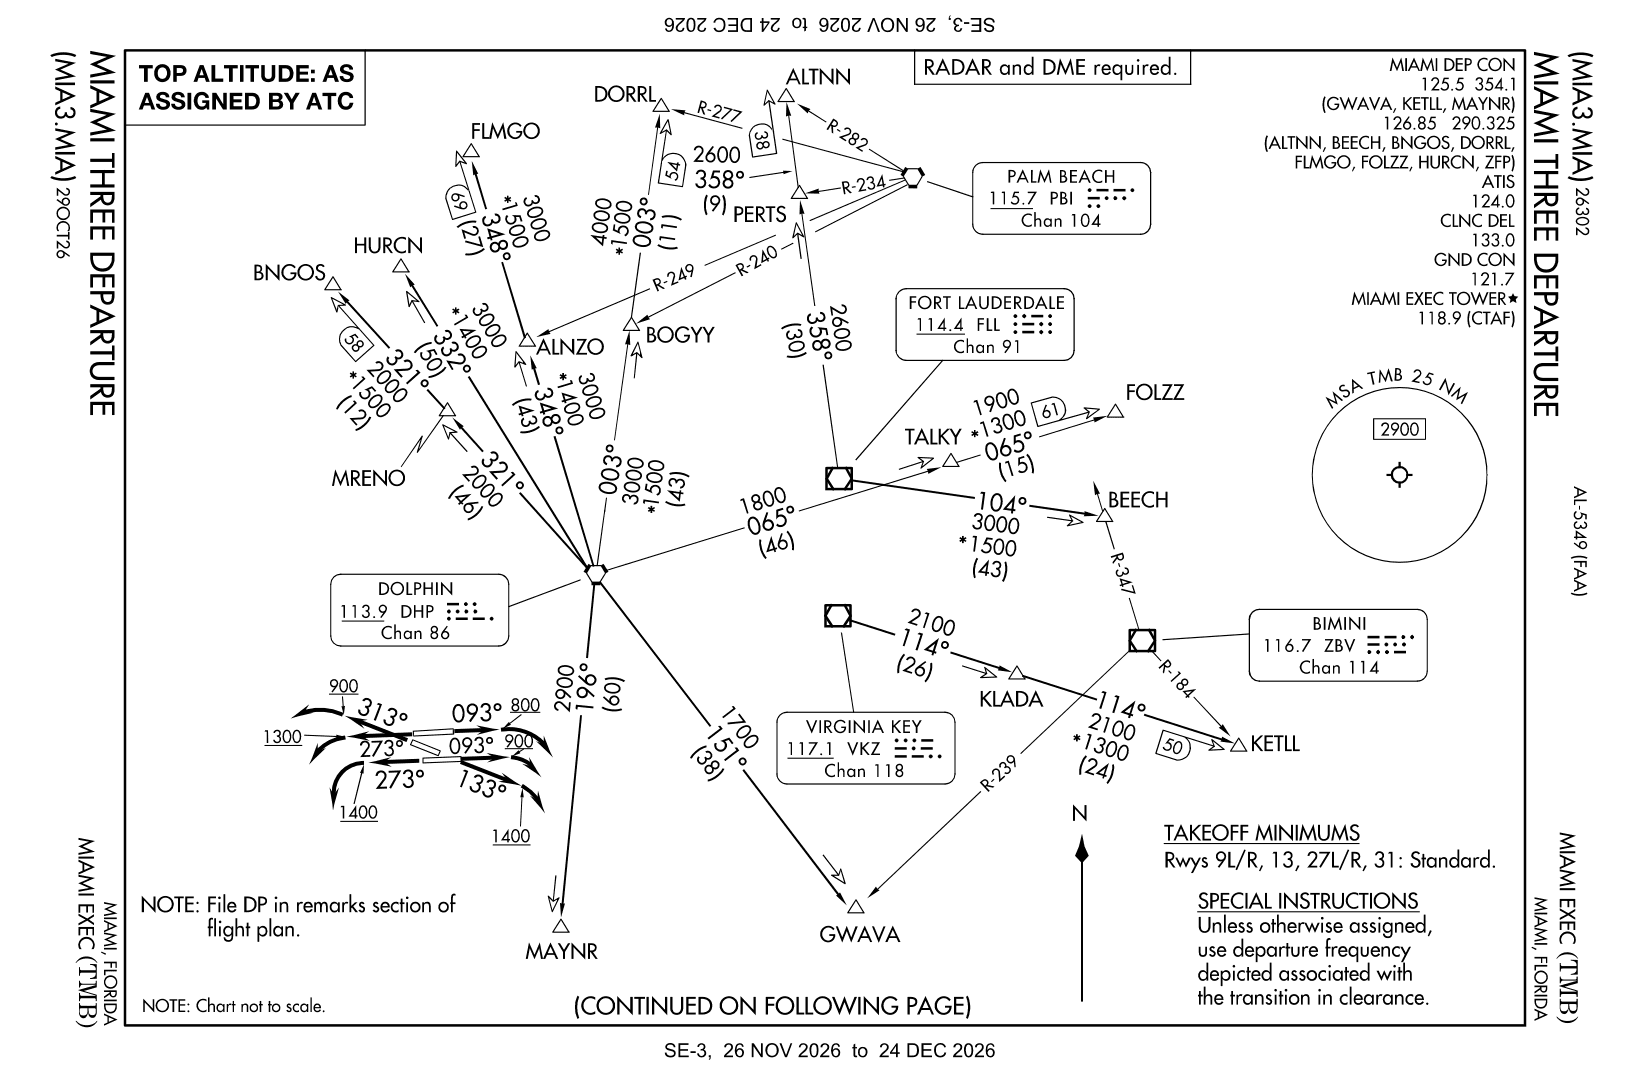 SE-3, 26 NOV 2026 to 24 DEC 2026
(MIA3.MIA) 29OCT26
MIAMI THREE DEPARTURE
MIAMI EXEC (TMB)
MIAMI, FLORIDA
TOP ALTITUDE: AS
ASSIGNED BY ATC
RADAR and DME required.
MIAMI DEP CON
125.5 354.1
(GWAVA, KETLL, MAYNR)
126.85 290.325
(ALTNN, BEECH, BNGOS, DORRL,
FLMGO, FOLZZ, HURCN, ZFP)
ATIS
124.0
CLNC DEL
133.0
GND CON
121.7
MIAMI EXEC TOWER★
118.9 (CTAF)
(MIA3.MIA) 26302
MIAMI THREE DEPARTURE
AL-5349 (FAA)
MIAMI EXEC (TMB)
MIAMI, FLORIDA
MSA TMB 25 NM
2900
ALTNN
DORRL
R-277
38
R-282
54
2600
358°
(9)
R-234
PERTS
PALM BEACH
115.7 PBI
Chan 104
FLMGO
69
3000
*1500
348°
(27)
4000
*1500
003°
(11)
R-249
R-240
HURCN
BNGOS
58
321°
2000
*1500
(12)
3000
*1400
332°
(50)
ALNZO
BOGYY
2600
358°
(30)
FORT LAUDERDALE
114.4 FLL
Chan 91
3000
*1400
348°
(43)
MRENO
321°
2000
(46)
003°
3000
*1500
(43)
TALKY
1900
*1300
065°
(15)
61
FOLZZ
1800
065°
(46)
104°
3000
*1500
(43)
BEECH
R-347
DOLPHIN
113.9 DHP
Chan 86
2100
114°
(26)
KLADA
BIMINI
116.7 ZBV
Chan 114
R-184
114°
2100
*1300
(24)
50
KETLL
R-239
VIRGINIA KEY
117.1 VKZ
Chan 118
2900
196°
(60)
1700
151°
(38)
900
313°
093°
800
1300
273°
093°
900
273°
133°
1400
1400
MAYNR
GWAVA
N
TAKEOFF MINIMUMS
Rwys 9L/R, 13, 27L/R, 31: Standard.
SPECIAL INSTRUCTIONS
Unless otherwise assigned,
use departure frequency
depicted associated with
the transition in clearance.
NOTE: File DP in remarks section of
flight plan.
NOTE: Chart not to scale.
(CONTINUED ON FOLLOWING PAGE)
SE-3, 26 NOV 2026 to 24 DEC 2026